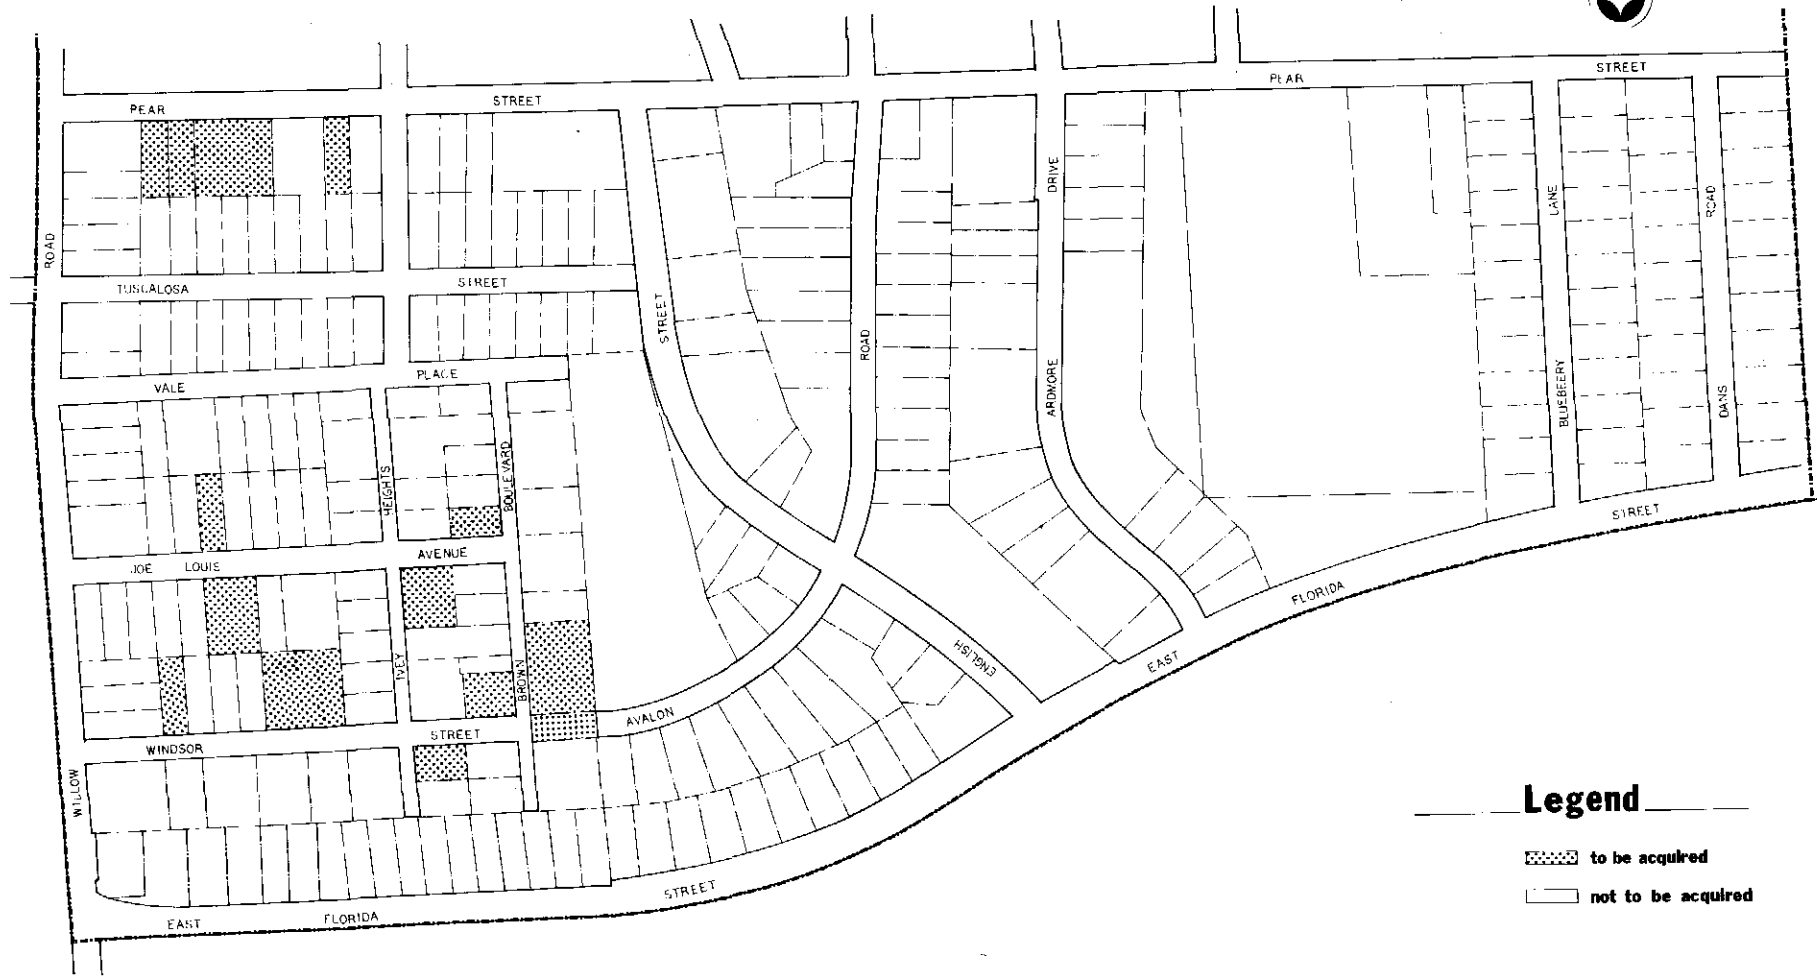 STREET
PEAR
PEAR STREET
LANE
DRIVE
ROAD
ROAD
TUSCALOSA STREET
STREET
ROAD
VALE PLACE
ARDMORE
BLUEBEERY
DANS
HEIGHTS
BOULEVARD
STREET
JOE LOUIS AVENUE
FLORIDA
IVEY
BROWN
ENGLISH
EAST
AVALON
WINDSOR STREET
WILLOW
Legend
to be acquired
not to be acquired
STREET
EAST FLORIDA